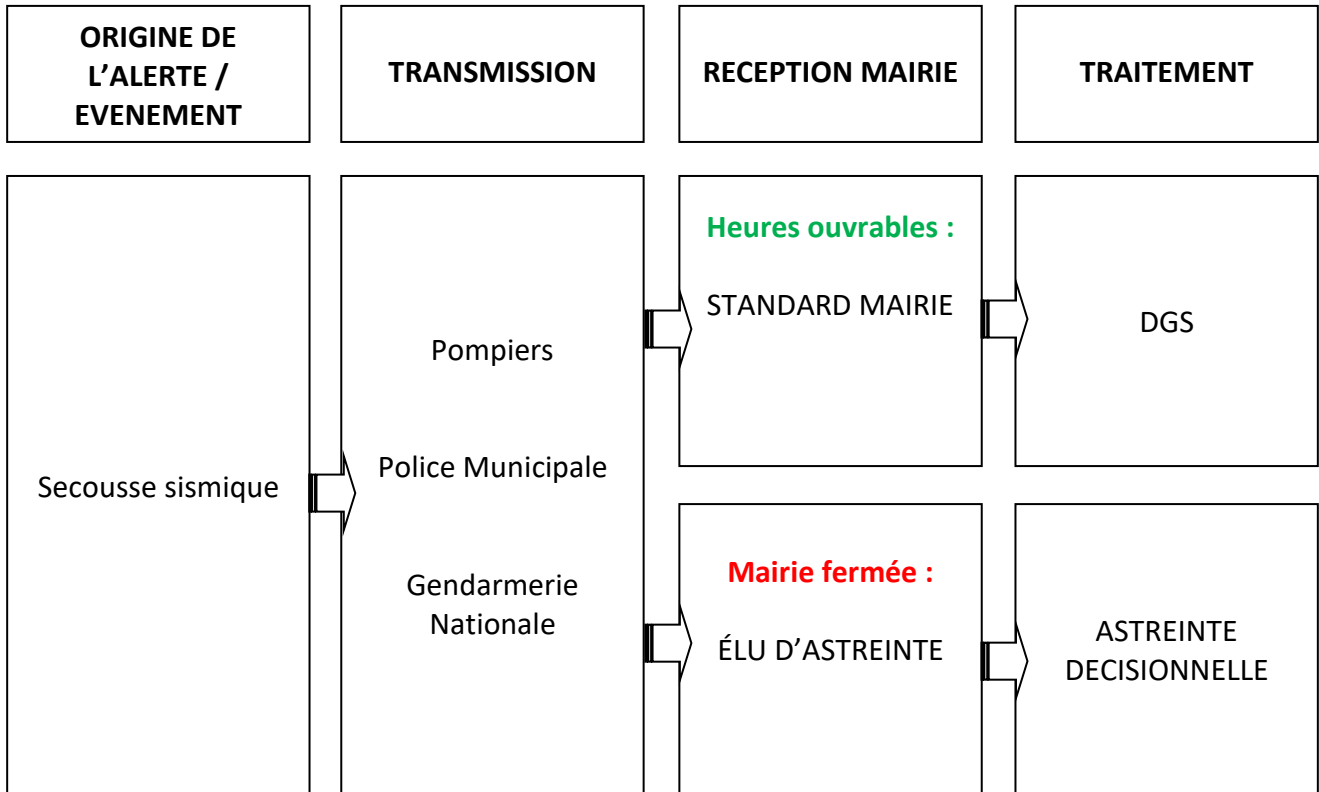 ORIGINE DE
L’ALERTE /
EVENEMENT
TRANSMISSION
RECEPTION MAIRIE
TRAITEMENT
Secousse sismique
Pompiers
Police Municipale
Gendarmerie
Nationale
Heures ouvrables :
STANDARD MAIRIE
DGS
Mairie fermée :
ÉLU D’ASTREINTE
ASTREINTE
DECISIONNELLE